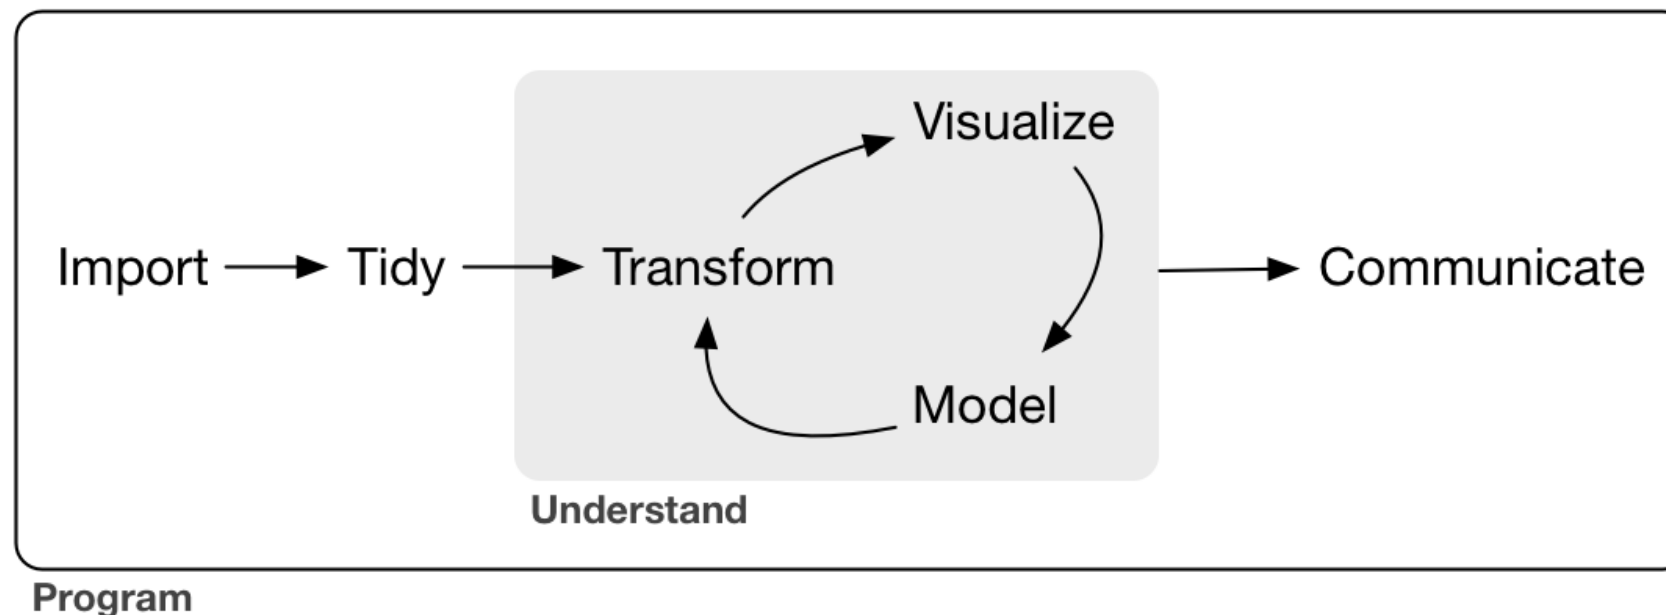 Visualize
Import
Tidy
Transform
Communicate
Model
Understand
Program